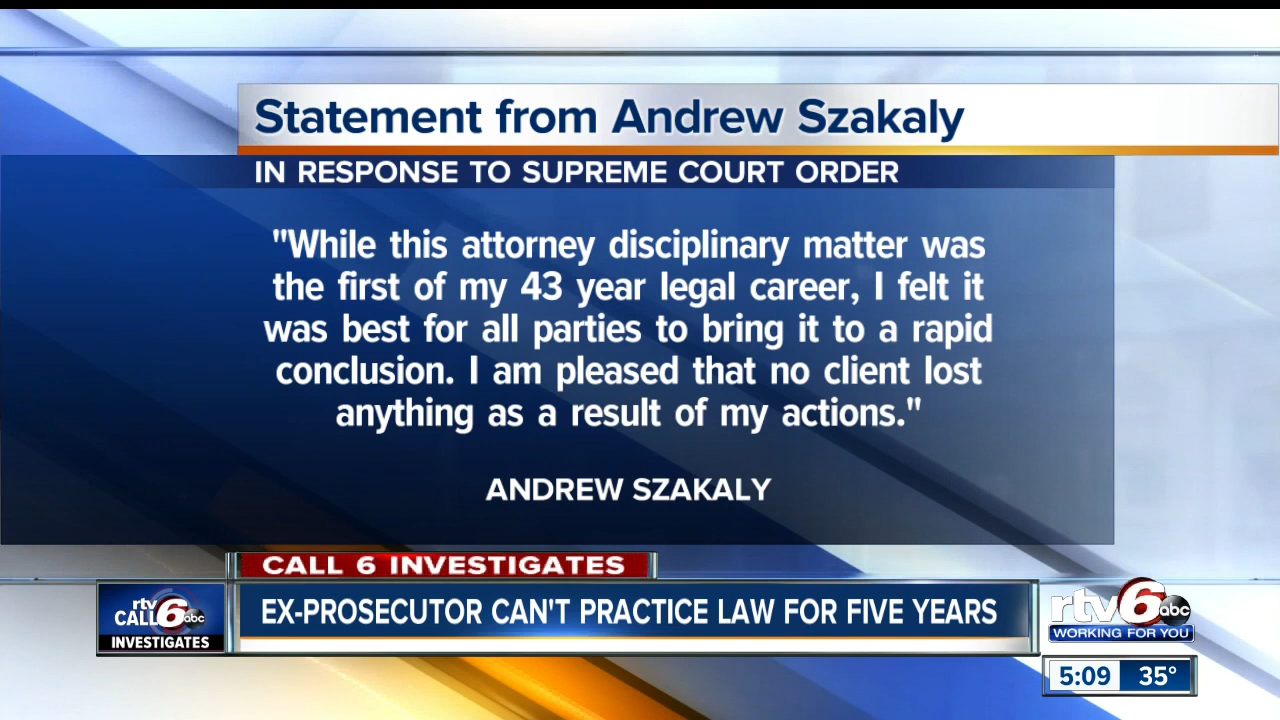 Statement from Andrew Szakaly
IN RESPONSE TO SUPREME COURT ORDER
"While this attorney disciplinary matter was
the first of my 43 year legal career, I felt it
was best for all parties to bring it to a rapid
conclusion. I am pleased that no client lost
anything as a result of my actions."
ANDREW SZAKALY
CALL 6 INVESTIGATES
rtv
CALL 6 abc
INVESTIGATES
EX-PROSECUTOR CAN'T PRACTICE LAW FOR FIVE YEARS
rtv6 abc
WORKING FOR YOU
5:09 35°